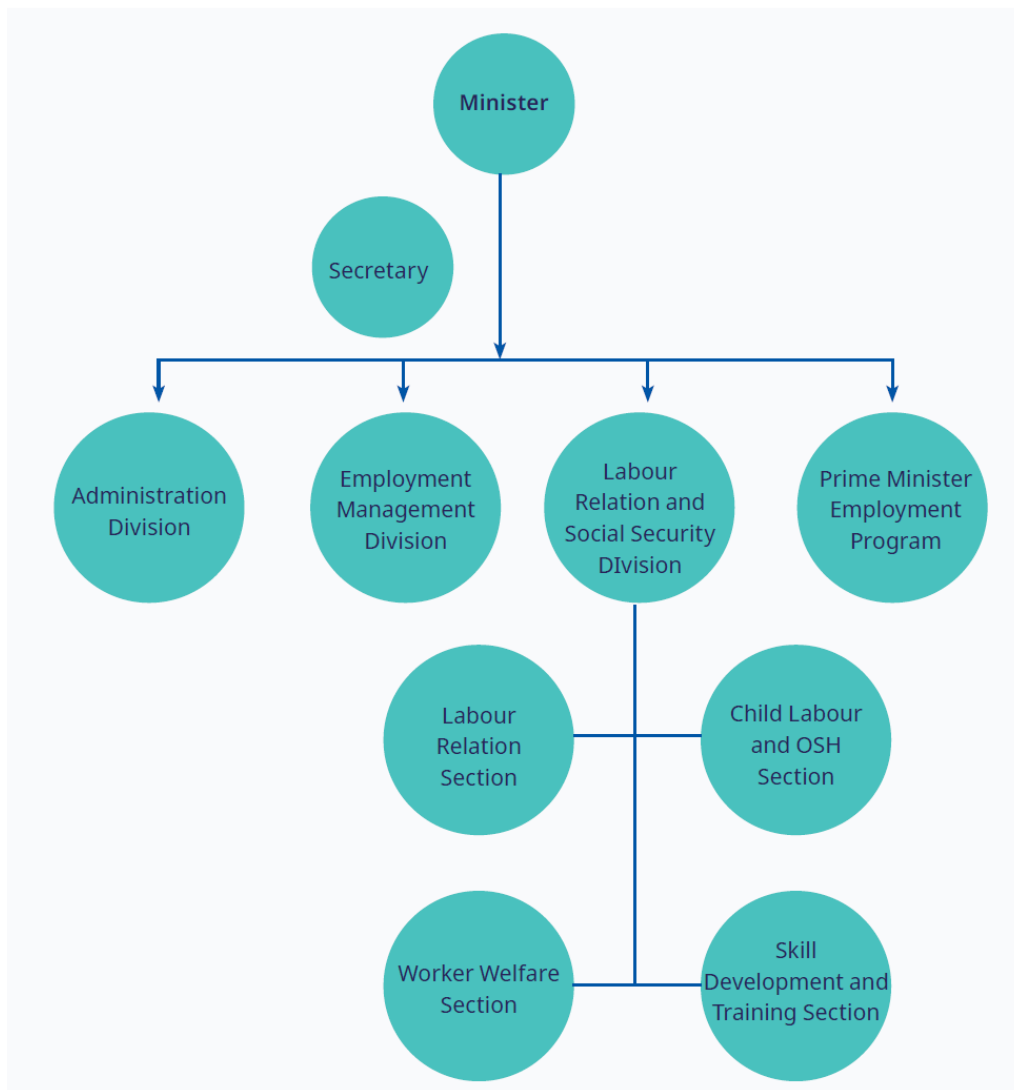 Minister
Secretary
Administration
Division
Employment
Management
Division
Labour
Relation and
Social Security
DIvision
Prime Minister
Employment
Program
Labour
Relation
Section
Child Labour
and OSH
Section
Worker Welfare
Section
Skill
Development and
Training Section